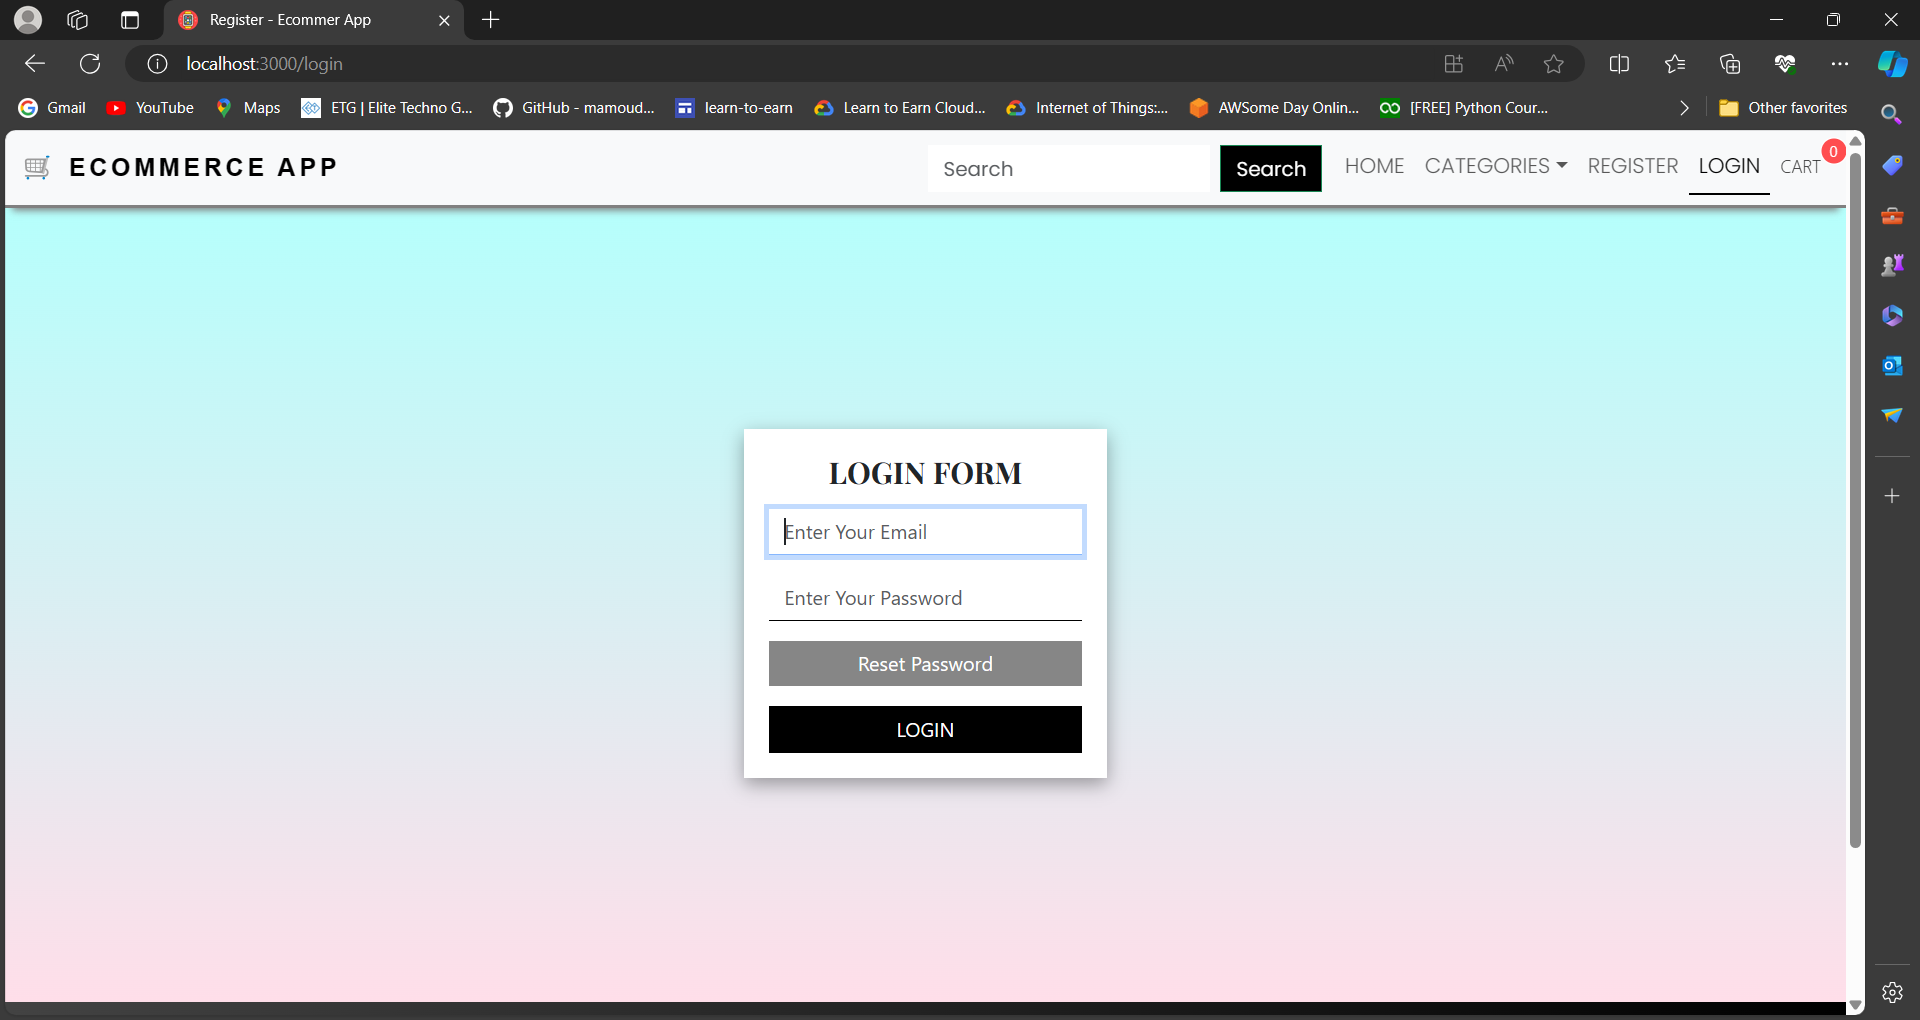 Register - Ecommer App
localhost:3000/login
Gmail YouTube Maps ETG | Elite Techno G... GitHub - mamoud... learn-to-earn Learn to Earn Cloud... Internet of Things:... AWSome Day Onlin... [FREE] Python Cour... Other favorites
ECOMMERCE APP Search Search HOME CATEGORIES REGISTER LOGIN CART 0
LOGIN FORM
Enter Your Email
Enter Your Password
Reset Password
LOGIN